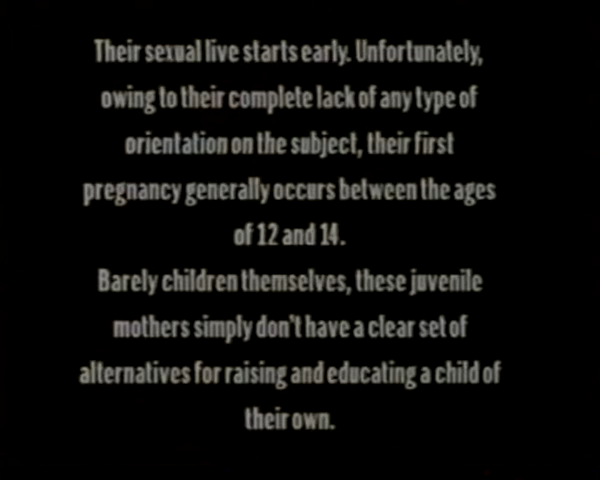 Their sexual live starts early. Unfortunately,
owing to their complete lack of any type of
orientation on the subject, their first
pregnancy generally occurs between the ages
of 12 and 14.
Barely children themselves, these juvenile
mothers simply don't have a clear set of
alternatives for raising and educating a child of
their own.